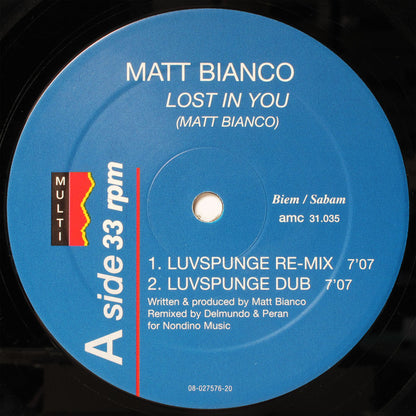 MATT BIANCO
LOST IN YOU
(MATT BIANCO)
MULTI
A side 33 rpm
Biem / Sabam
amc 31.035
1. LUVSPUNGE RE-MIX 7'07
2. LUVSPUNGE DUB 7'07
Written & produced by Matt Bianco
Remixed by Delmundo & Peran
for Nondino Music
08-027576-20